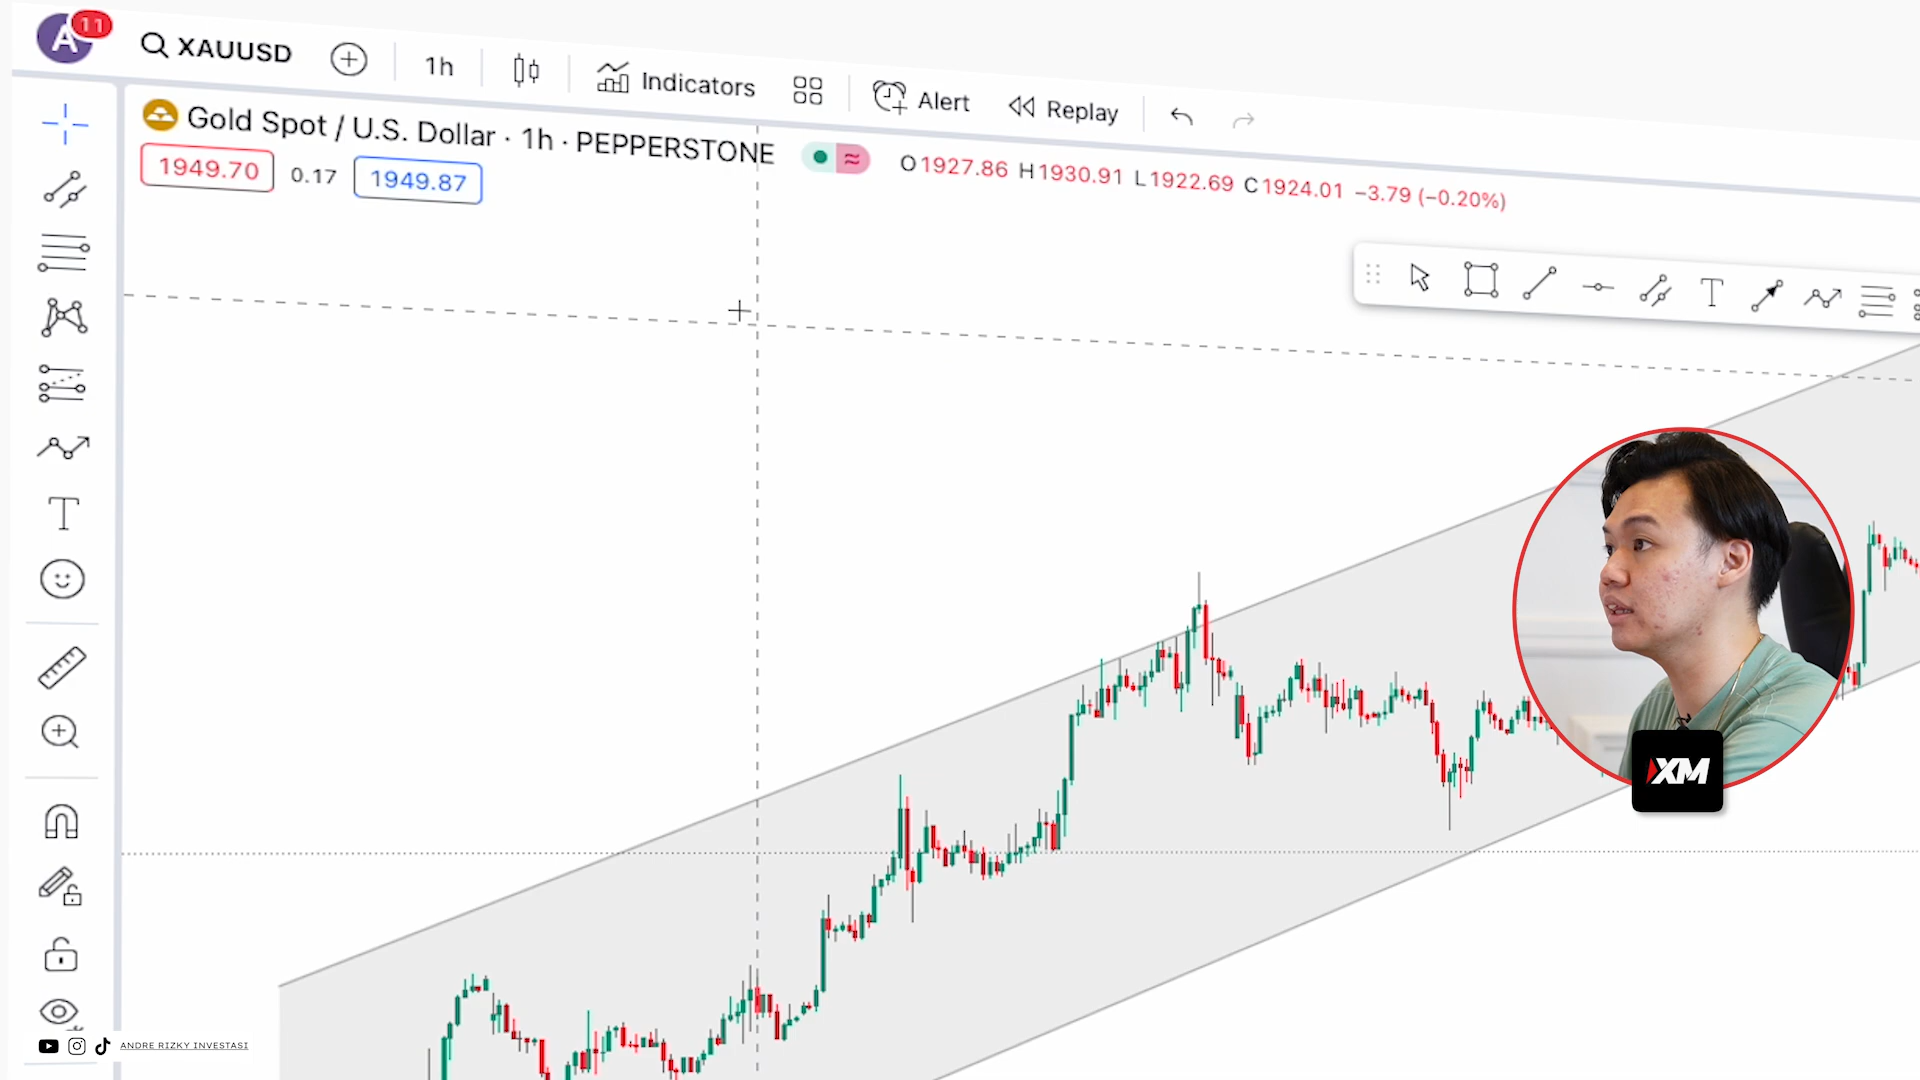 A 11
XAUUSD 1h Indicators Alert Replay
Gold Spot / U.S. Dollar · 1h · PEPPERSTONE
O1927.86 H1930.91 L1922.69 C1924.01 −3.79 (−0.20%)
1949.70 0.17 1949.87
T
T
XM
ANDRE RIZKY INVESTASI